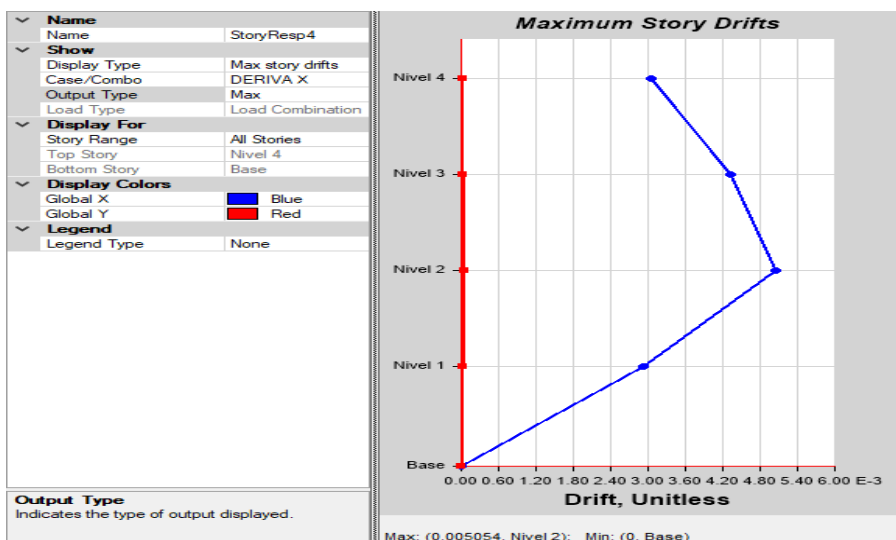 Name
Name StoryResp4
Show
Display Type Max story drifts
Case/Combo DERIVA X
Output Type Max
Load Type Load Combination
Display For
Story Range All Stories
Top Story Nivel 4
Bottom Story Base
Display Colors
Global X Blue
Global Y Red
Legend
Legend Type None
Output Type
Indicates the type of output displayed.
Maximum Story Drifts
Nivel 4
Nivel 3
Nivel 2
Nivel 1
Base
0.00 0.60 1.20 1.80 2.40 3.00 3.60 4.20 4.80 5.40 6.00 E-3
Drift, Unitless
Max: (0.005054, Nivel 2); Min: (0, Base)